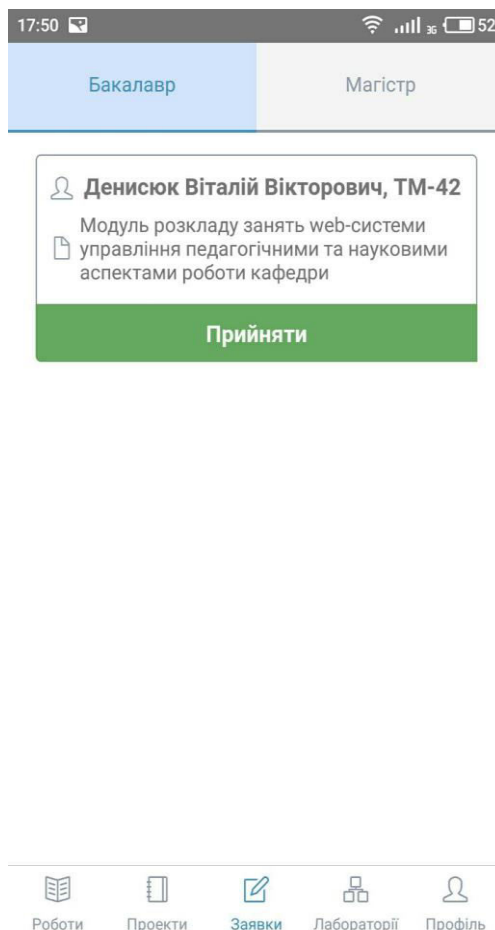 17:50 3G 52
Бакалавр Магістр
Денисюк Віталій Вікторович, ТМ-42
Модуль розкладу занять web-системи
управління педагогічними та науковими
аспектами роботи кафедри
Прийняти
Роботи Проекти Заявки Лабораторії Профіль